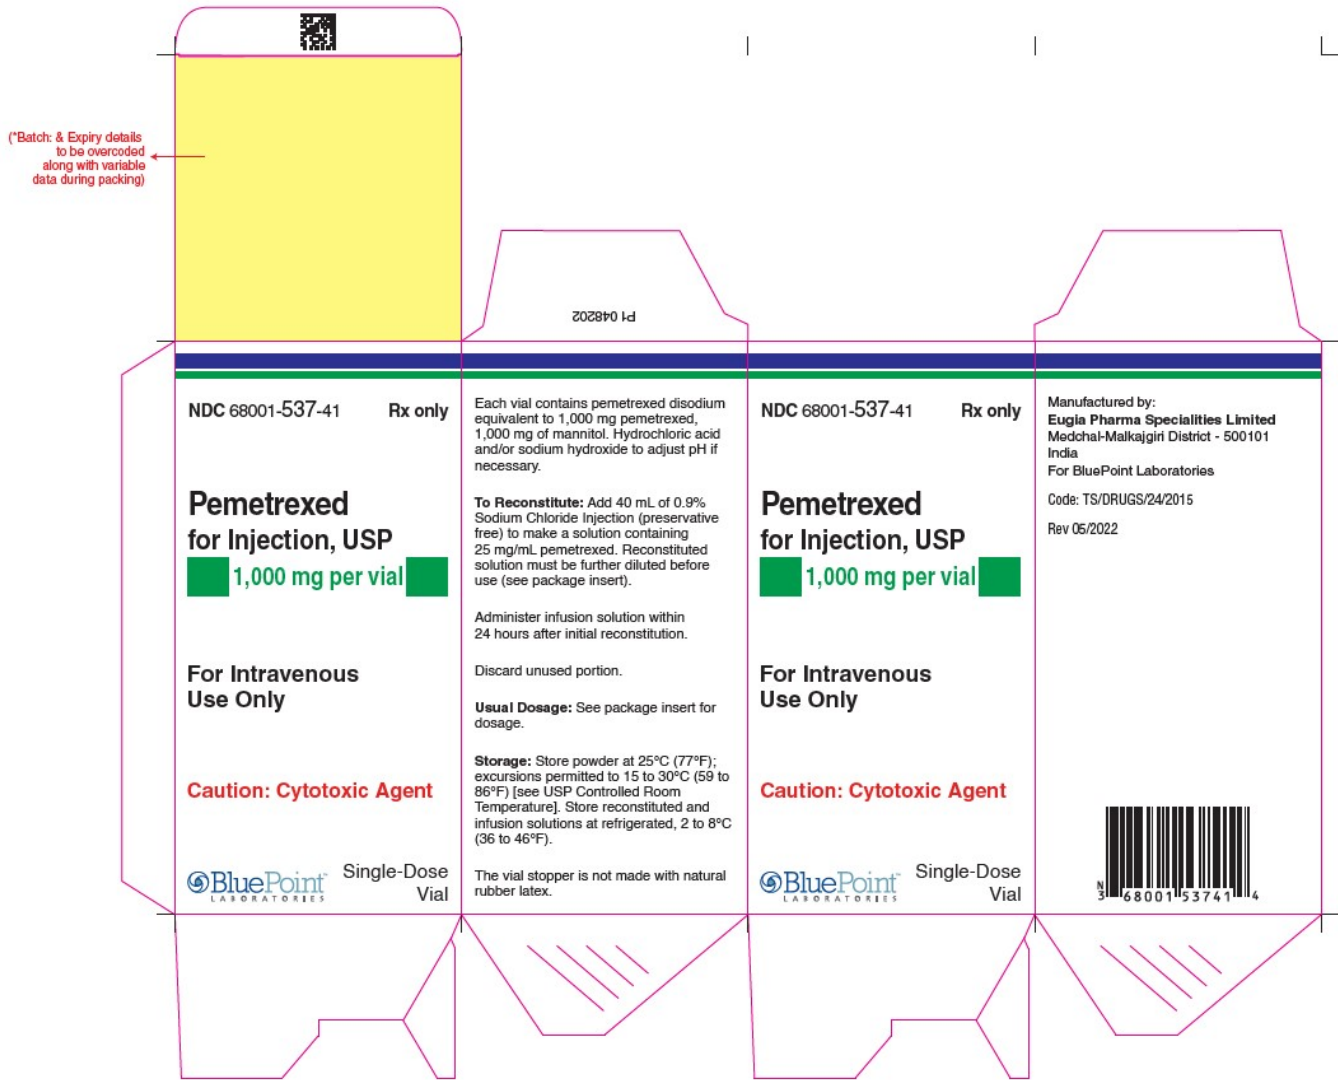 (*Batch: & Expiry details
to be overcoded
along with variable
data during packing)
P1 048202
NDC 68001-537-41 Rx only
Pemetrexed
for Injection, USP
1,000 mg per vial
For Intravenous
Use Only
Caution: Cytotoxic Agent
BluePoint™
LABORATORIES
Single-Dose
Vial
Each vial contains pemetrexed disodium
equivalent to 1,000 mg pemetrexed,
1,000 mg of mannitol. Hydrochloric acid
and/or sodium hydroxide to adjust pH if
necessary.
To Reconstitute: Add 40 mL of 0.9%
Sodium Chloride Injection (preservative
free) to make a solution containing
25 mg/mL pemetrexed. Reconstituted
solution must be further diluted before
use (see package insert).
Administer infusion solution within
24 hours after initial reconstitution.
Discard unused portion.
Usual Dosage: See package insert for
dosage.
Storage: Store powder at 25°C (77°F);
excursions permitted to 15 to 30°C (59 to
86°F) [see USP Controlled Room
Temperature]. Store reconstituted and
infusion solutions at refrigerated, 2 to 8°C
(36 to 46°F).
The vial stopper is not made with natural
rubber latex.
NDC 68001-537-41 Rx only
Pemetrexed
for Injection, USP
1,000 mg per vial
For Intravenous
Use Only
Caution: Cytotoxic Agent
BluePoint™
LABORATORIES
Single-Dose
Vial
Manufactured by:
Eugia Pharma Specialities Limited
Medchal-Malkajgiri District - 500101
India
For BluePoint Laboratories
Code: TS/DRUGS/24/2015
Rev 05/2022
N
3 68001 53741 4